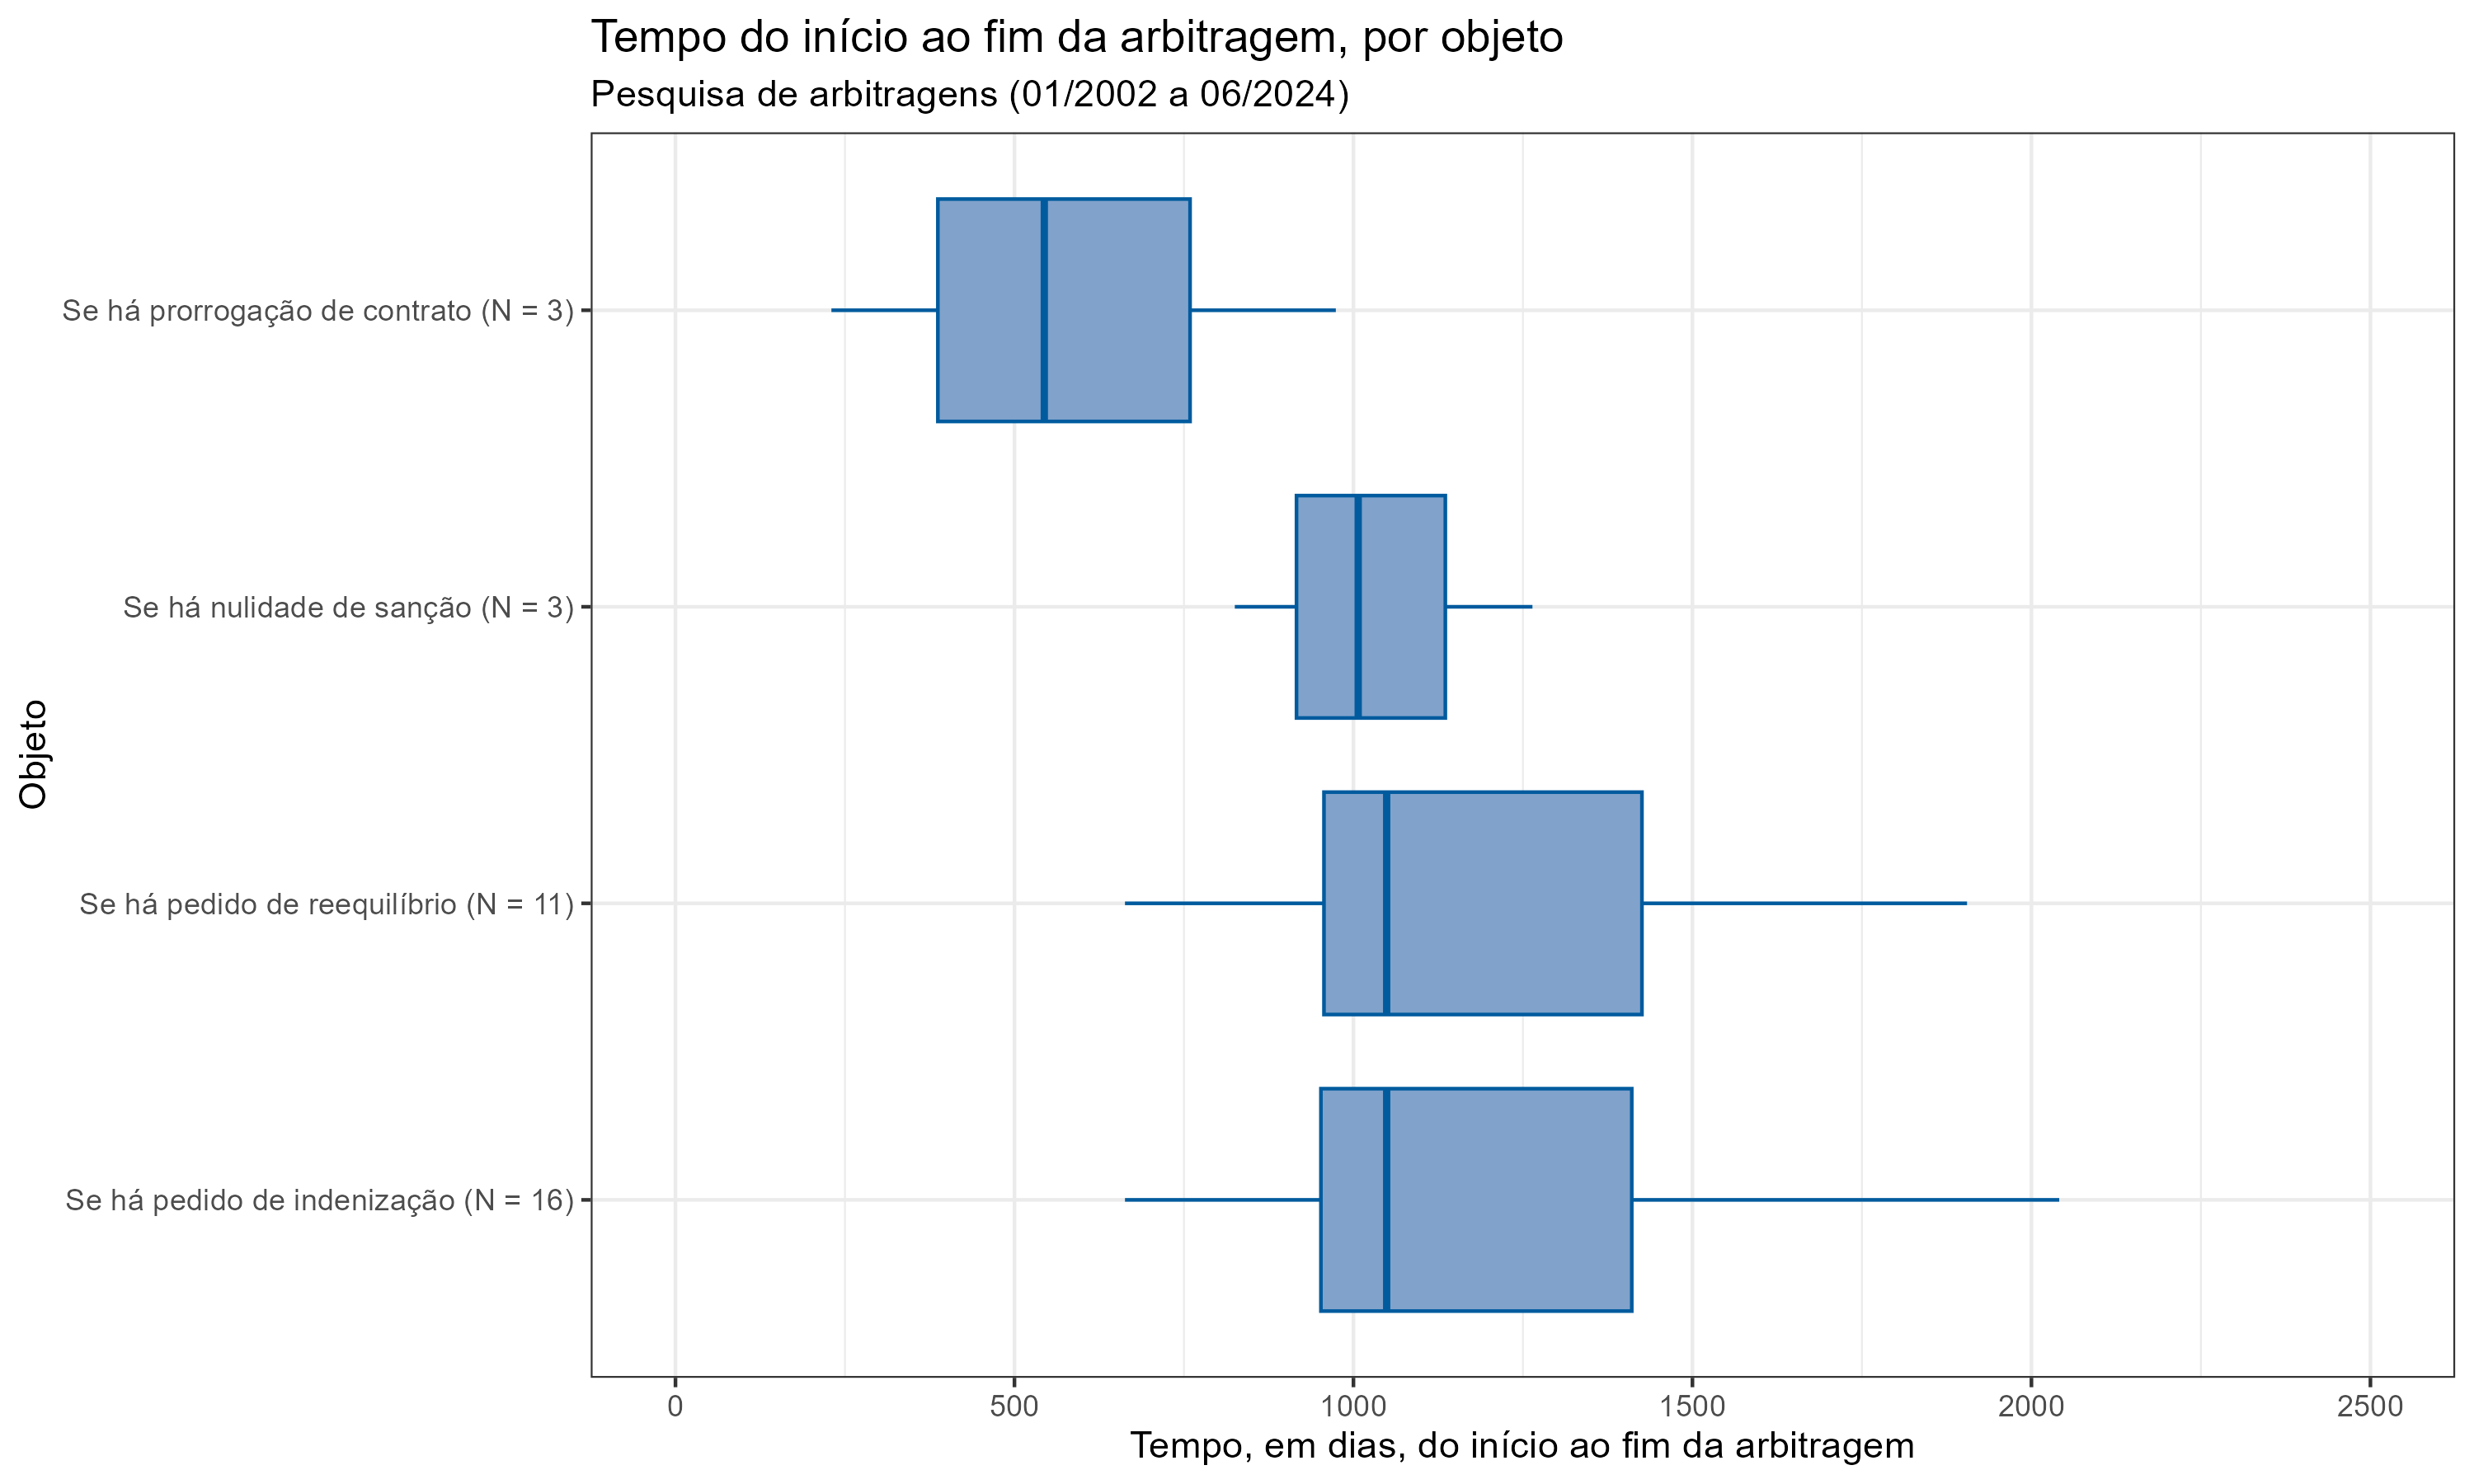 Tempo do início ao fim da arbitragem, por objeto
Pesquisa de arbitragens (01/2002 a 06/2024)
Objeto
Se há prorrogação de contrato (N = 3)
Se há nulidade de sanção (N = 3)
Se há pedido de reequilíbrio (N = 11)
Se há pedido de indenização (N = 16)
0 500 1000 1500 2000 2500
Tempo, em dias, do início ao fim da arbitragem